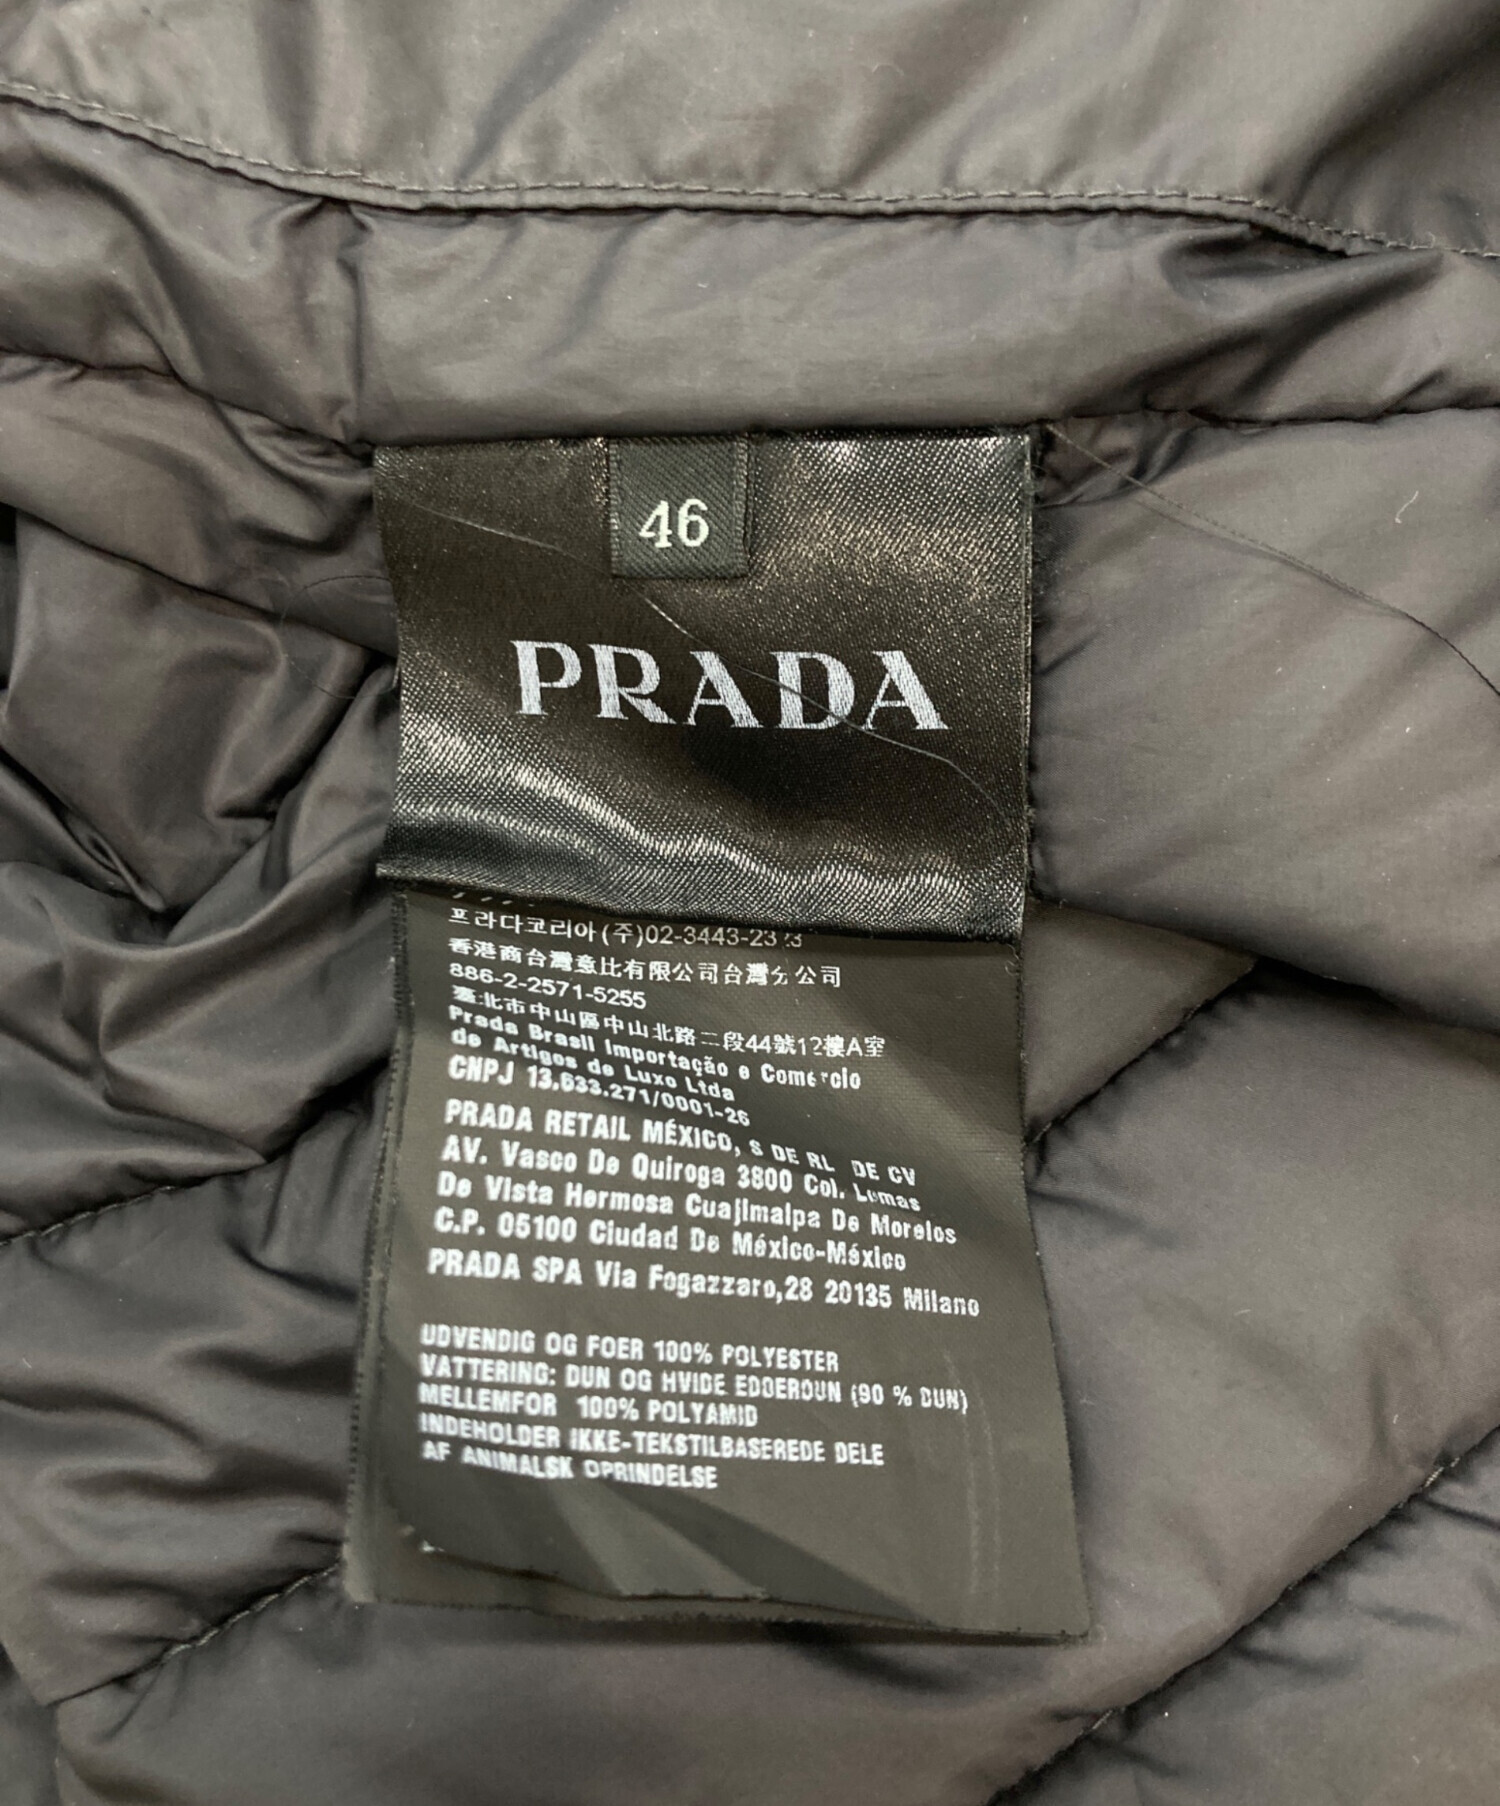 46
PRADA
프라다코리아(주)02-3443-23
香港商台灣意比有限公司台灣分公司
886-2-2571-5255
臺北市中山區中山北路二段44號12樓A室
Prada Brasil Importação e Comércio
de Artigos de Luxo Ltda
CNPJ 13.633.271/0001-26
PRADA RETAIL MÉXICO, S DE RL DE CV
AV. Vasco De Quiroga 3800 Col. Lomas
De Vista Hermosa Cuajimalpa De Morelos
C.P. 05100 Ciudad De México-México
PRADA SPA Via Fogazzaro,28 20135 Milano
UDVENDIG OG FOER 100% POLYESTER
VATTERING: DUN OG HVIDE EDDERDUN (90 % DUN)
MELLEMFOR 100% POLYAMID
INDEHOLDER IKKE-TEKSTILBASEREDE DELE
AF ANIMALSK OPRINDELSE